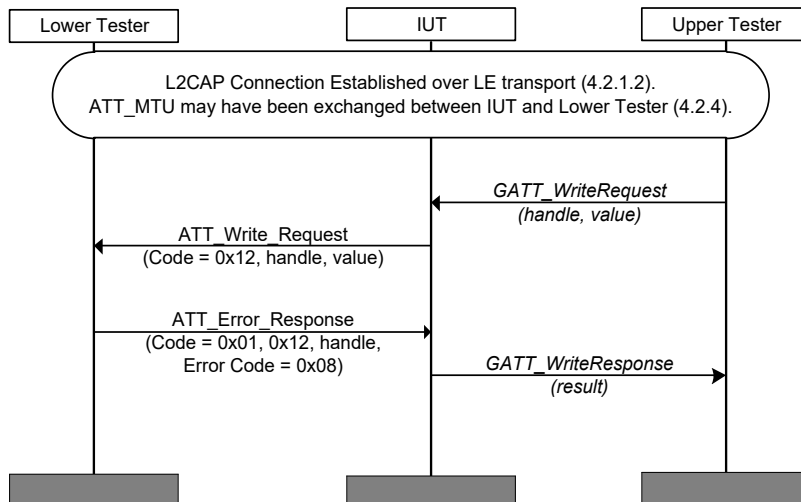 Lower Tester
IUT
Upper Tester
L2CAP Connection Established over LE transport (4.2.1.2).
ATT_MTU may have been exchanged between IUT and Lower Tester (4.2.4).
GATT_WriteRequest
(handle, value)
ATT_Write_Request
(Code = 0x12, handle, value)
ATT_Error_Response
(Code = 0x01, 0x12, handle,
Error Code = 0x08)
GATT_WriteResponse
(result)